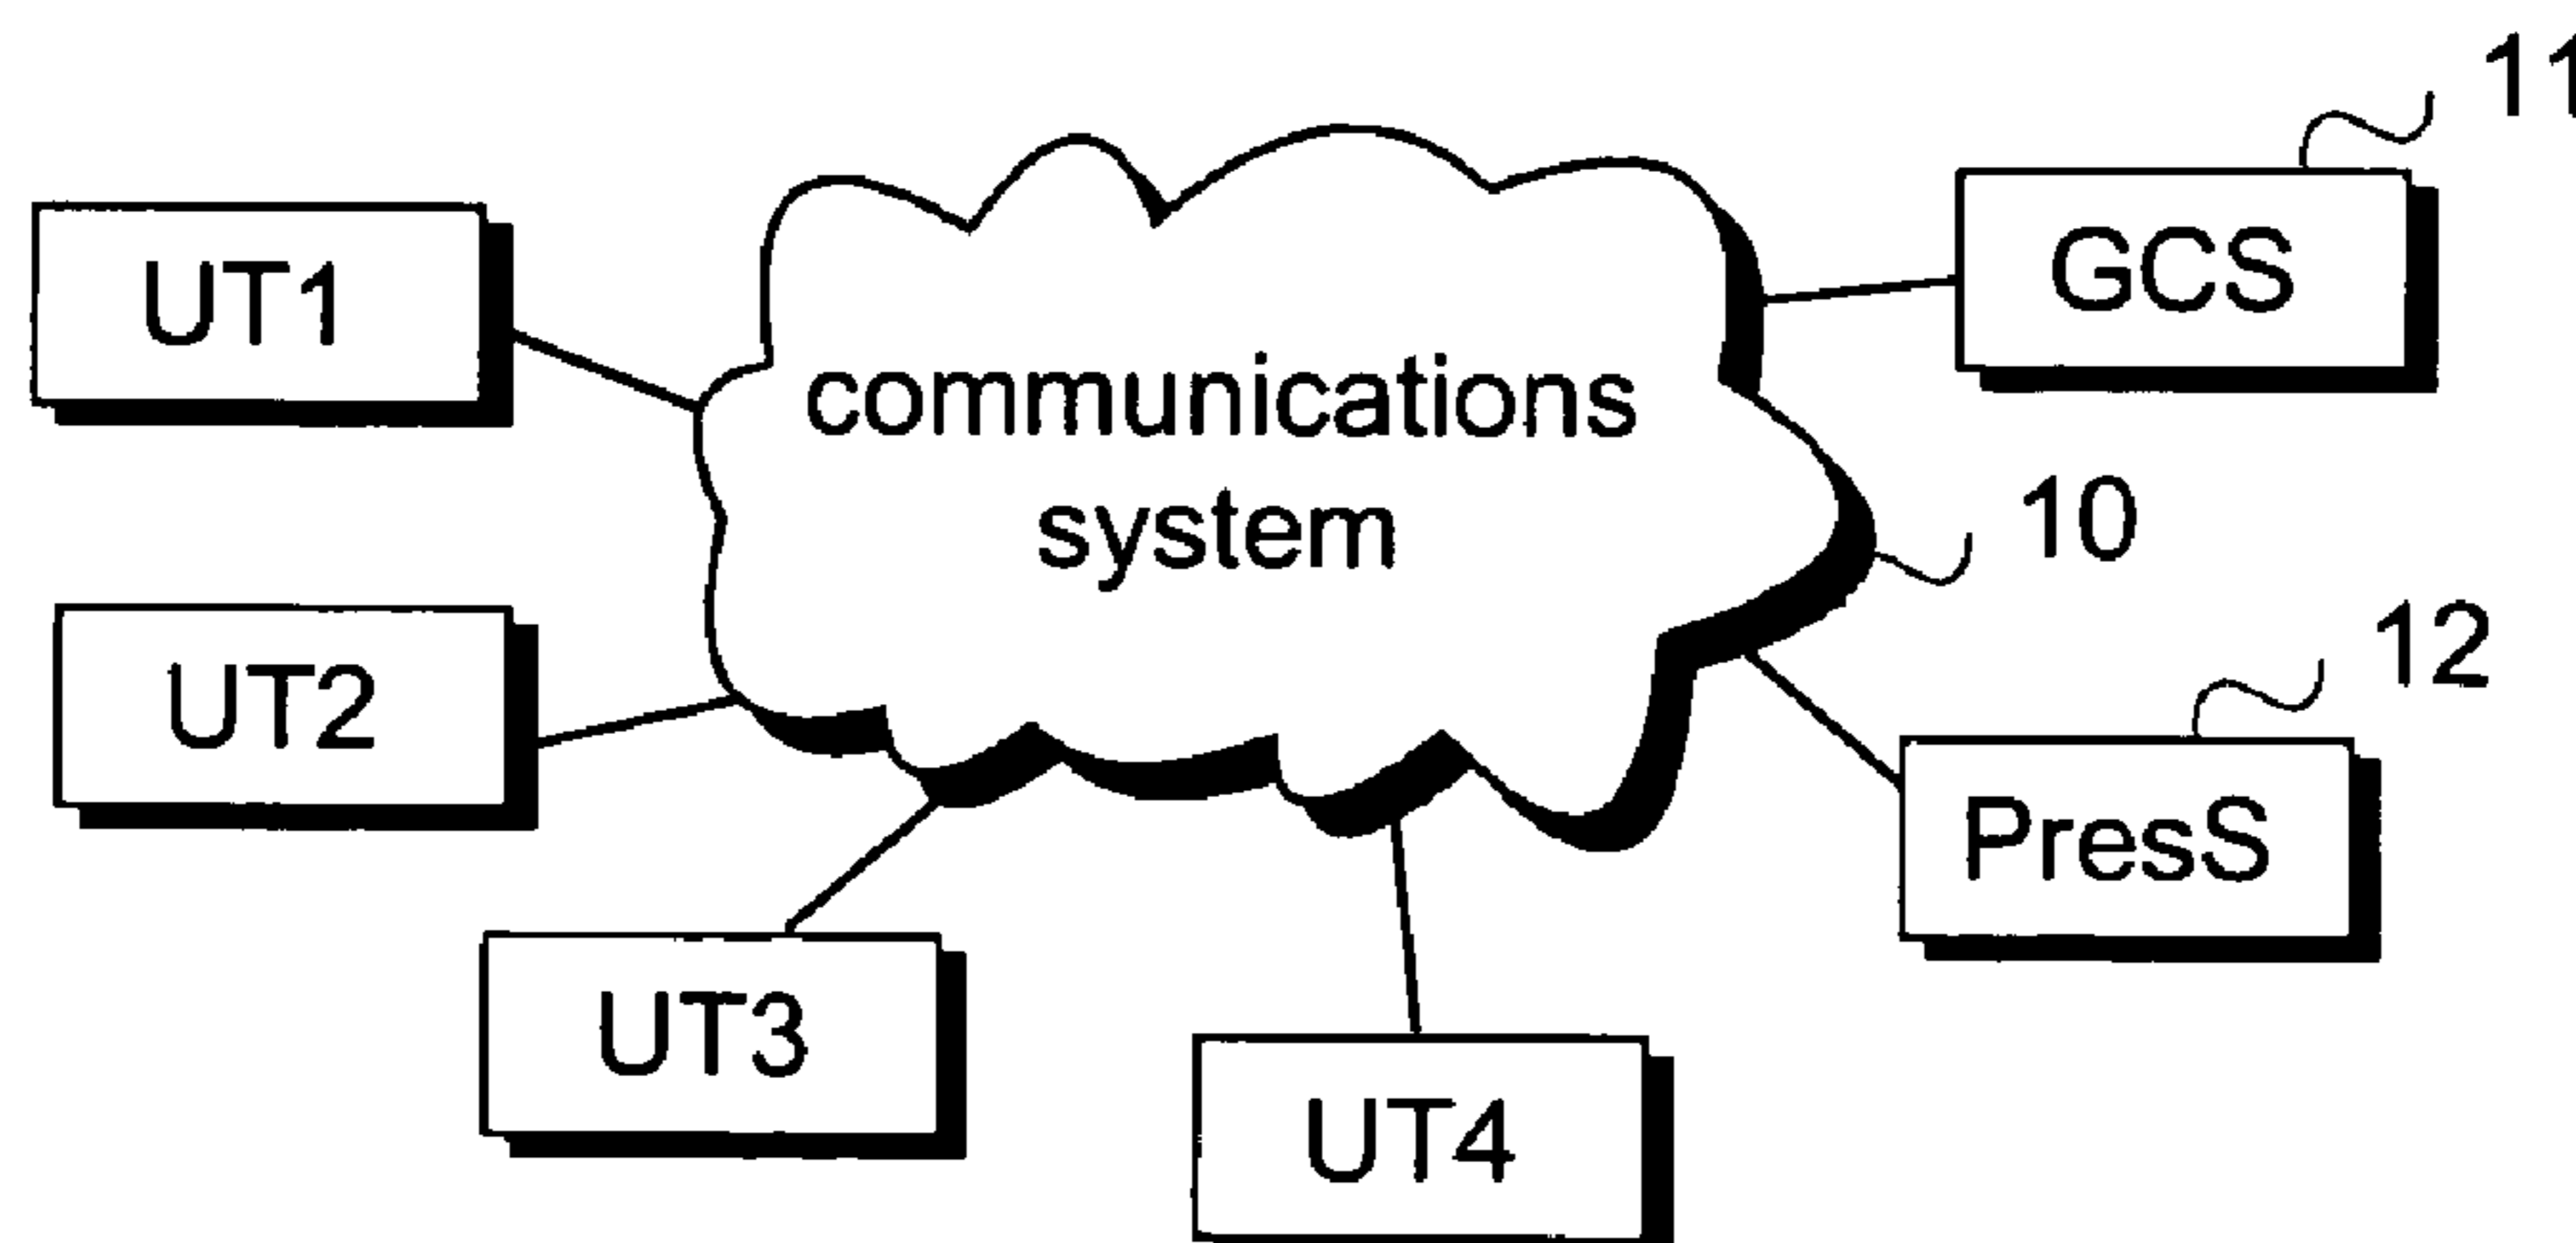 11
GCS
UT1
communications
system
10
12
UT2
PresS
UT3
UT4